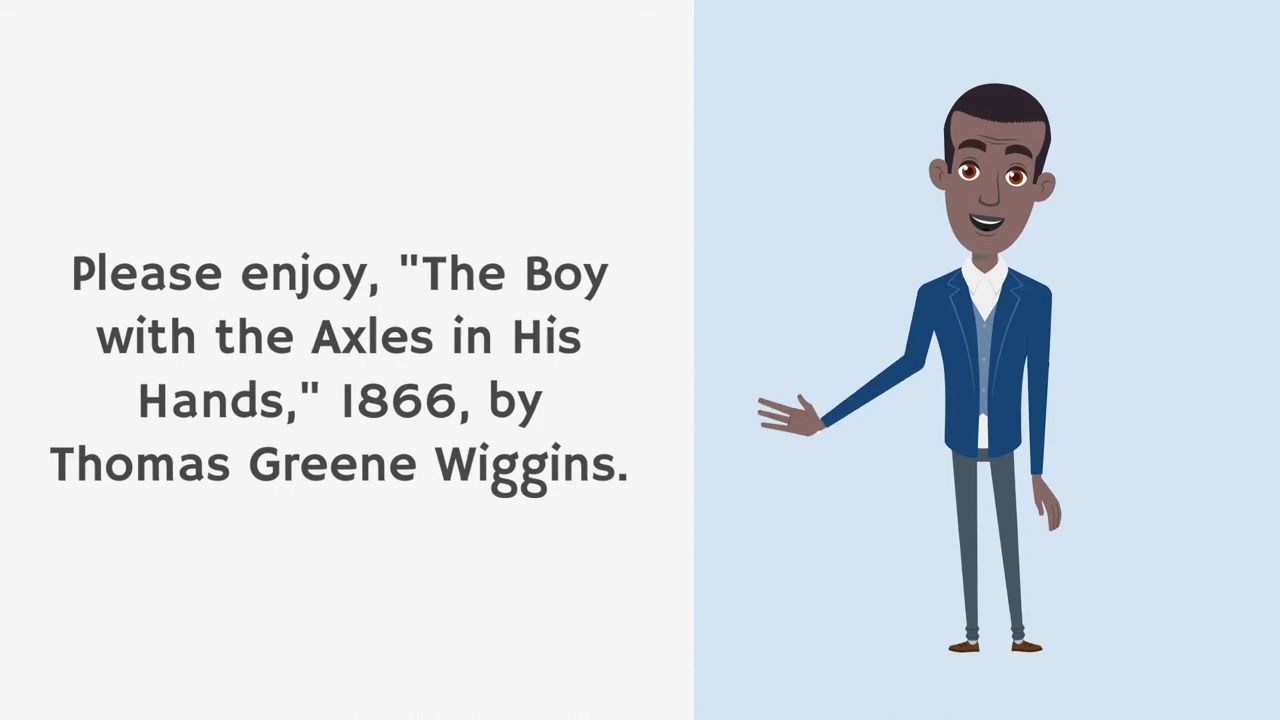 Please enjoy, "The Boy
with the Axles in His
Hands," 1866, by
Thomas Greene Wiggins.